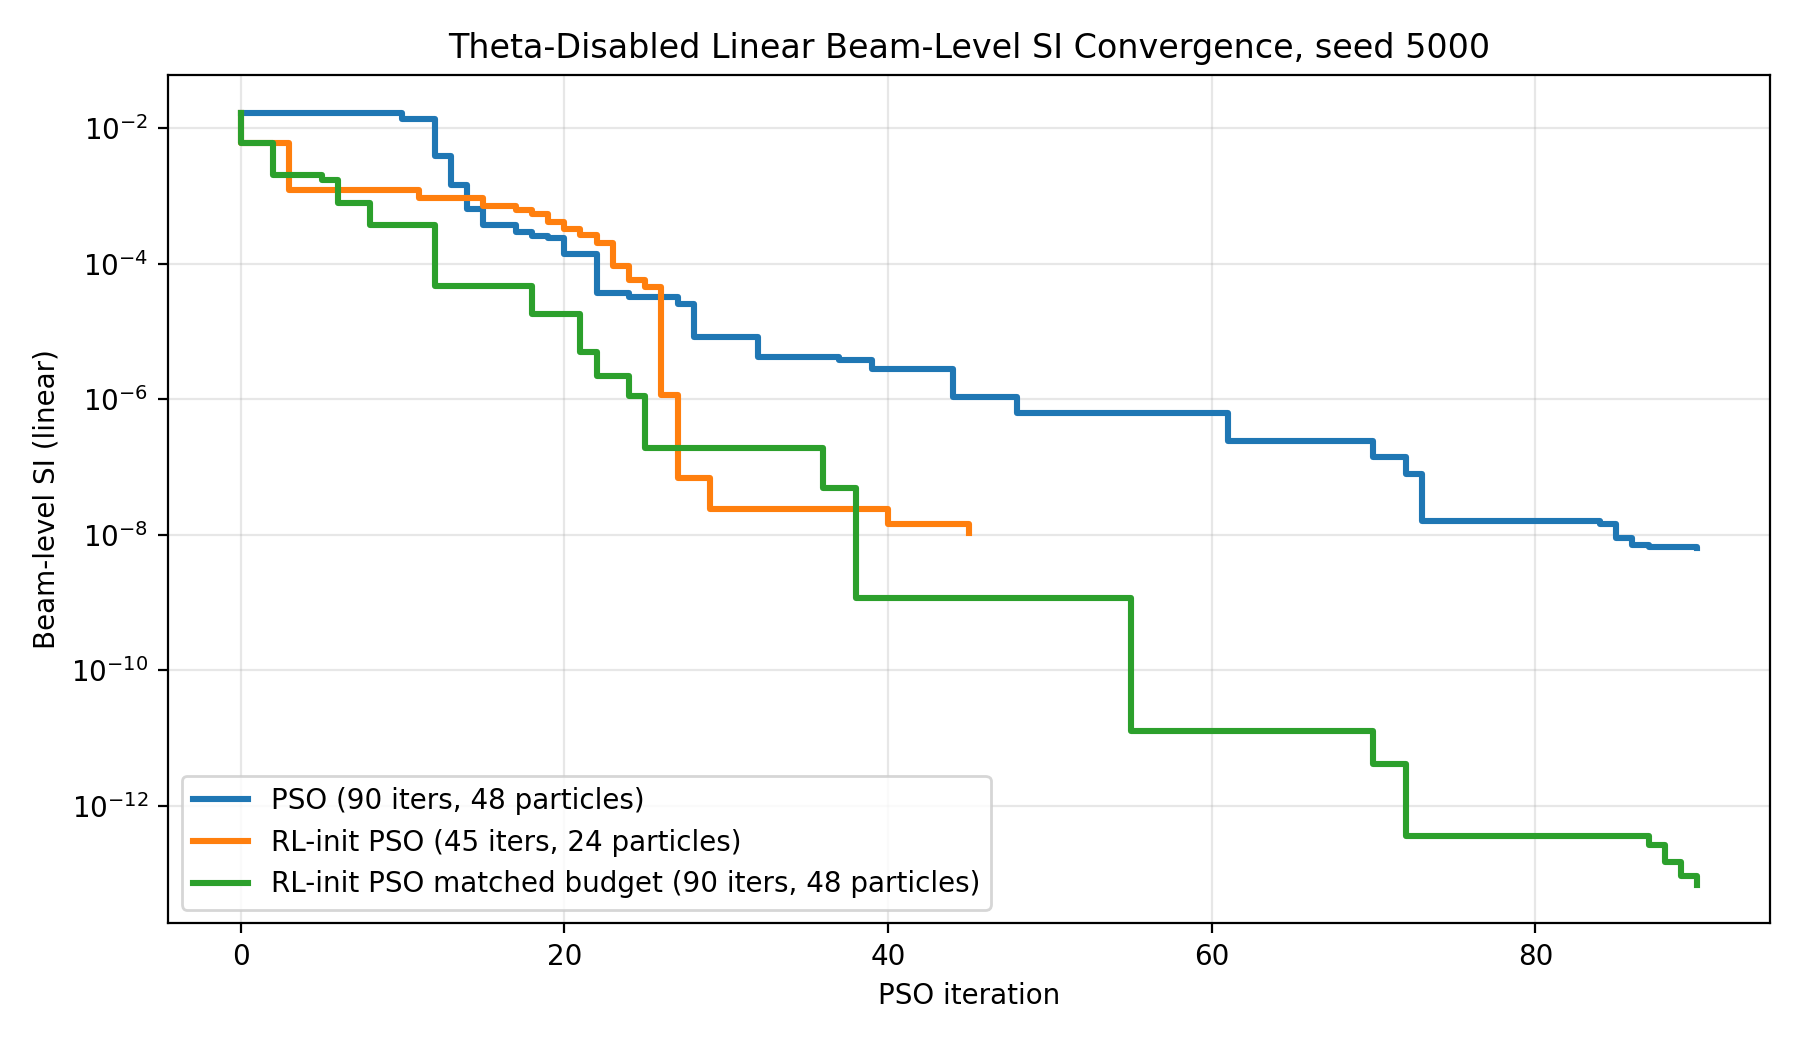 Theta-Disabled Linear Beam-Level SI Convergence, seed 5000
Beam-level SI (linear)
10⁻²
10⁻⁴
10⁻⁶
10⁻⁸
10⁻¹⁰
10⁻¹²
PSO (90 iters, 48 particles)
RL-init PSO (45 iters, 24 particles)
RL-init PSO matched budget (90 iters, 48 particles)
0 20 40 60 80
PSO iteration